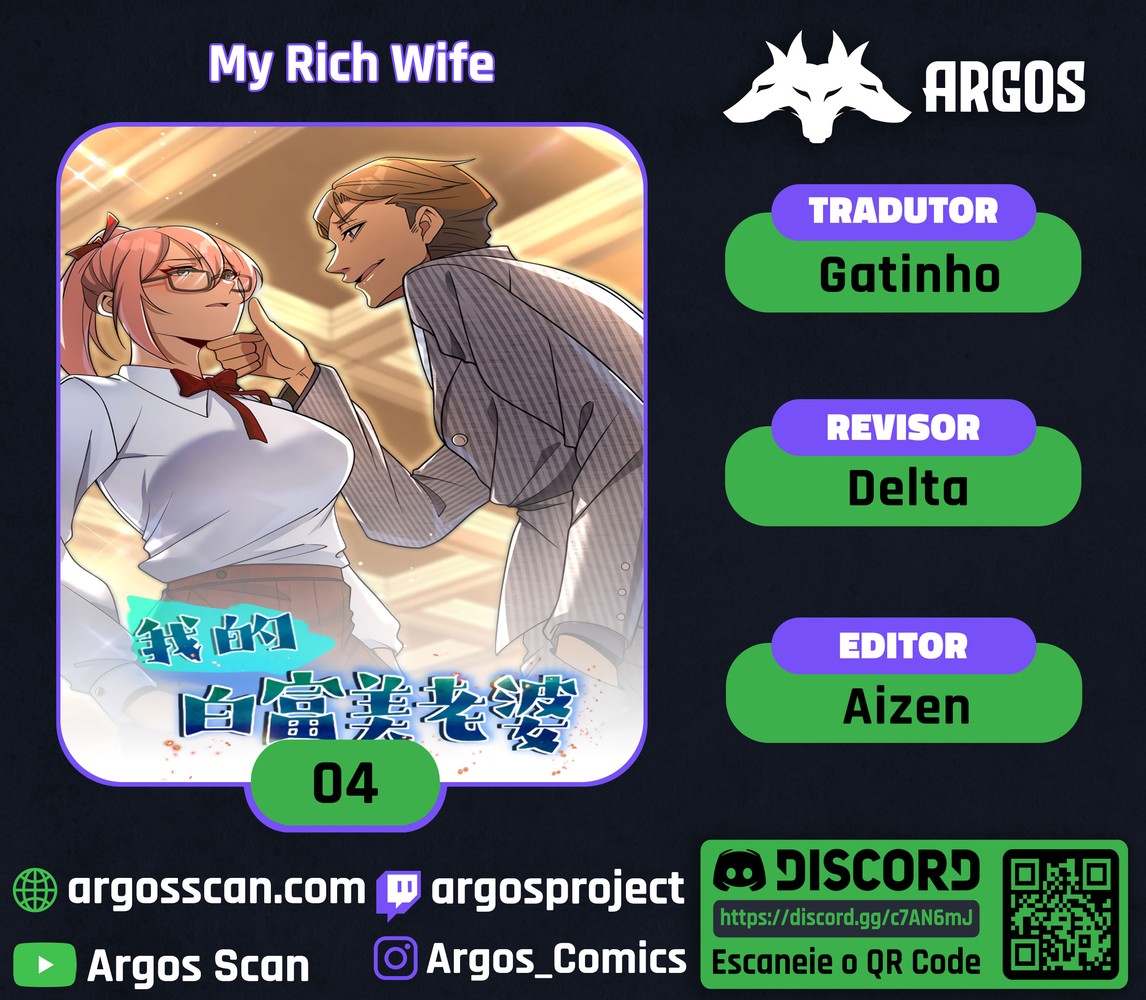 My Rich Wife
ARGOS
TRADUTOR
Gatinho
REVISOR
Delta
EDITOR
Aizen
我的
白富美老婆
04
argosscan.com
argosproject
Argos Scan
Argos_Comics
DISCORD
https://discord.gg/c7AN6mJ
Escaneie o QR Code